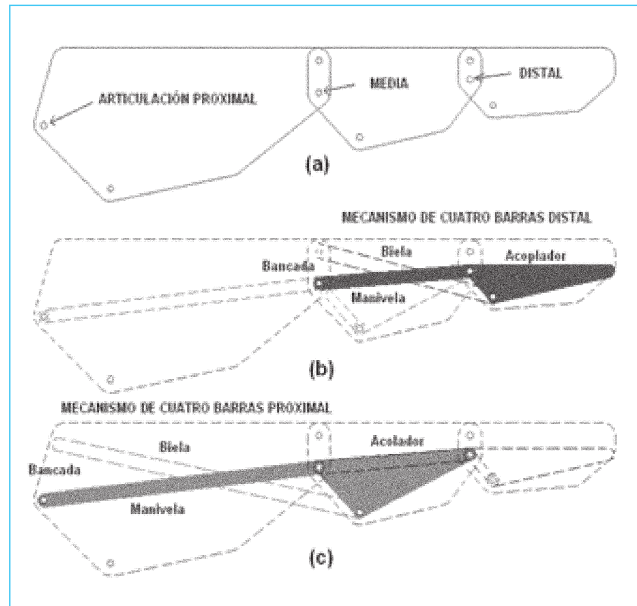 ARTICULACIÓN PROXIMAL
MEDIA
DISTAL
(a)
MECANISMO DE CUATRO BARRAS DISTAL
Biela
Acoplador
Bancada
Manivela
(b)
MECANISMO DE CUATRO BARRAS PROXIMAL
Biela
Acolador
Bancada
Manivela
(c)